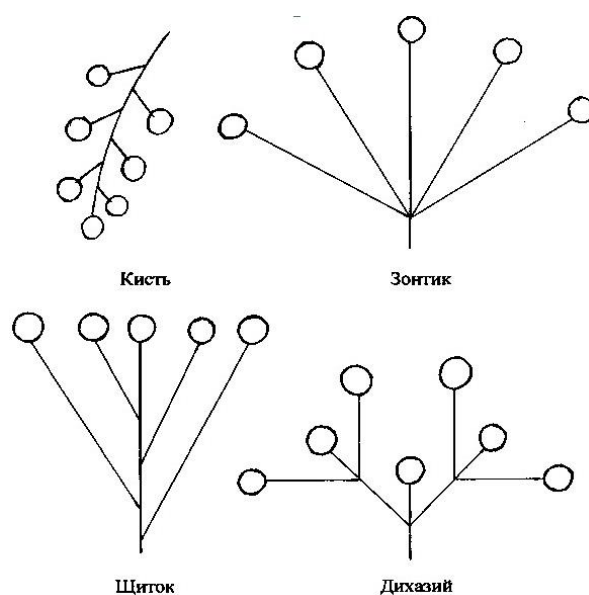 Кисть
Зонтик
Щиток
Дихазий